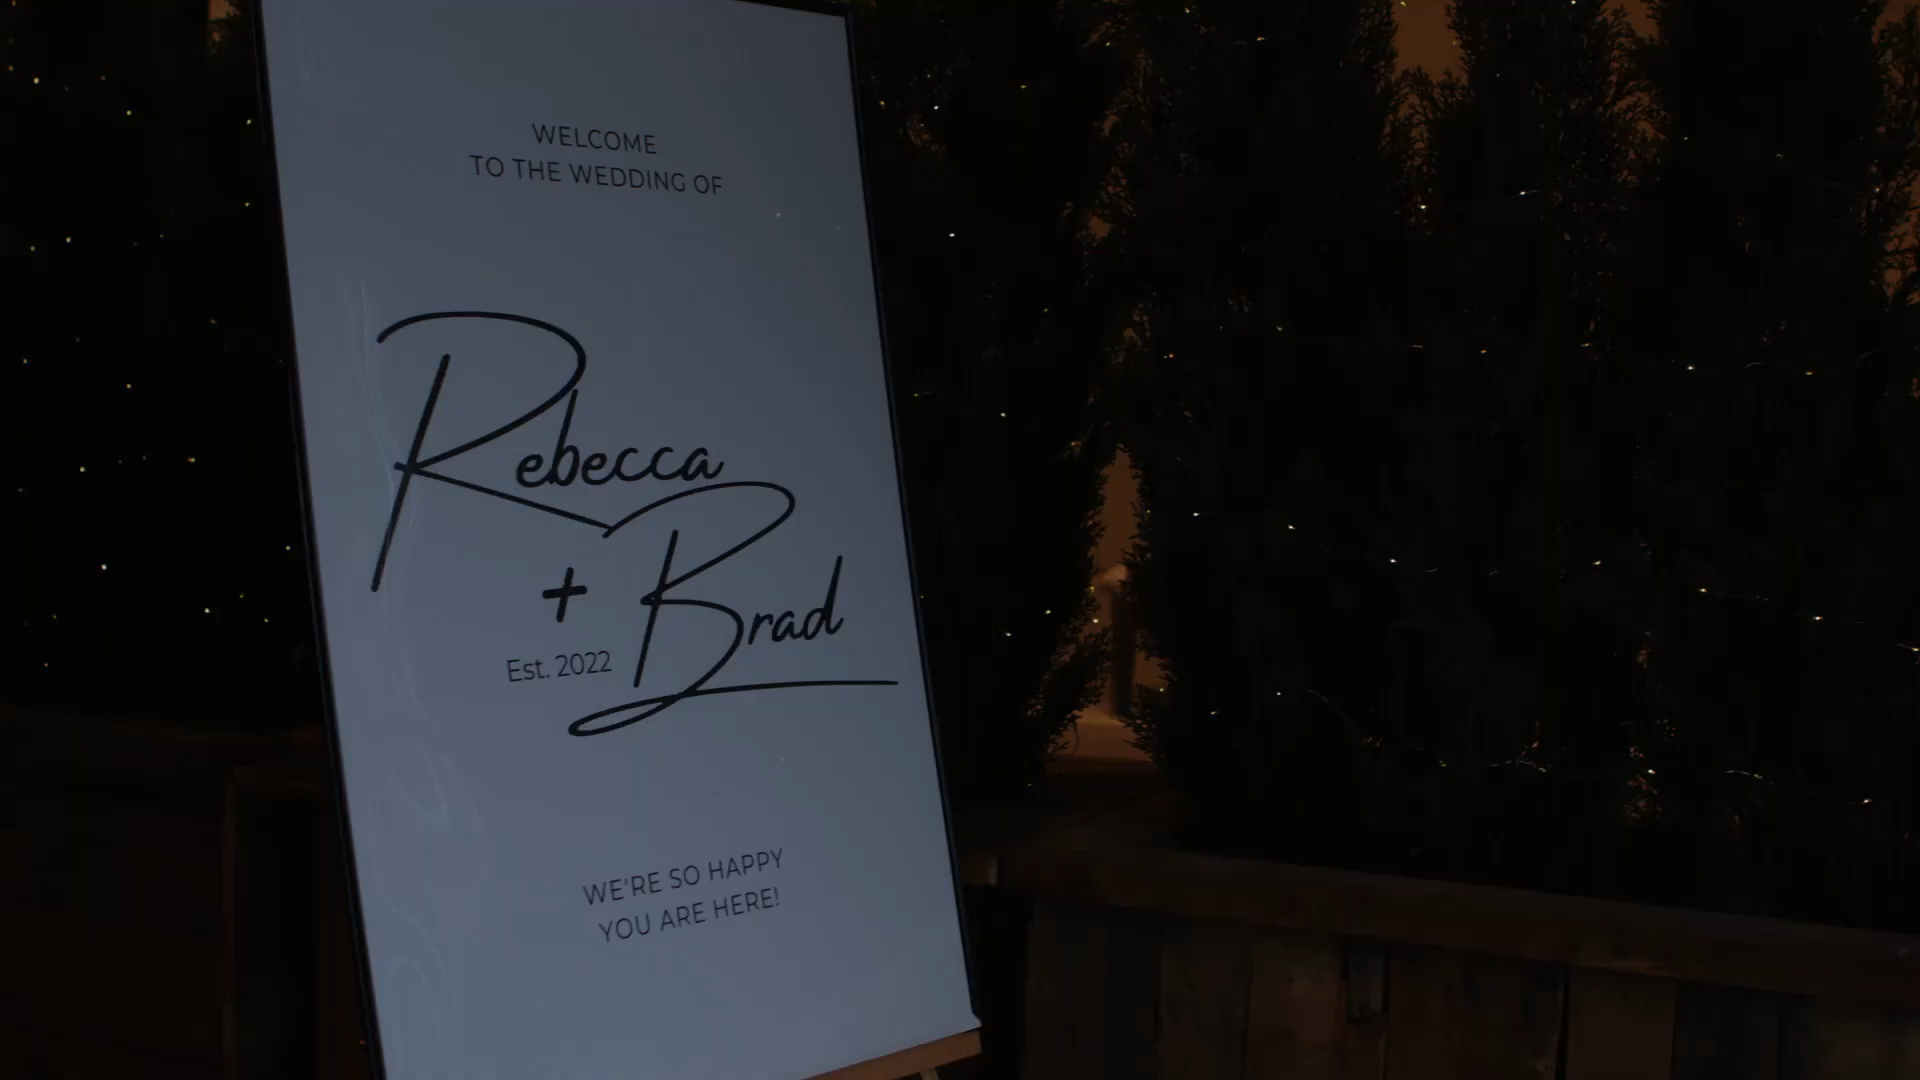 WELCOME
TO THE WEDDING OF
Rebecca
+ Brad
Est. 2022
WE'RE SO HAPPY
YOU ARE HERE!